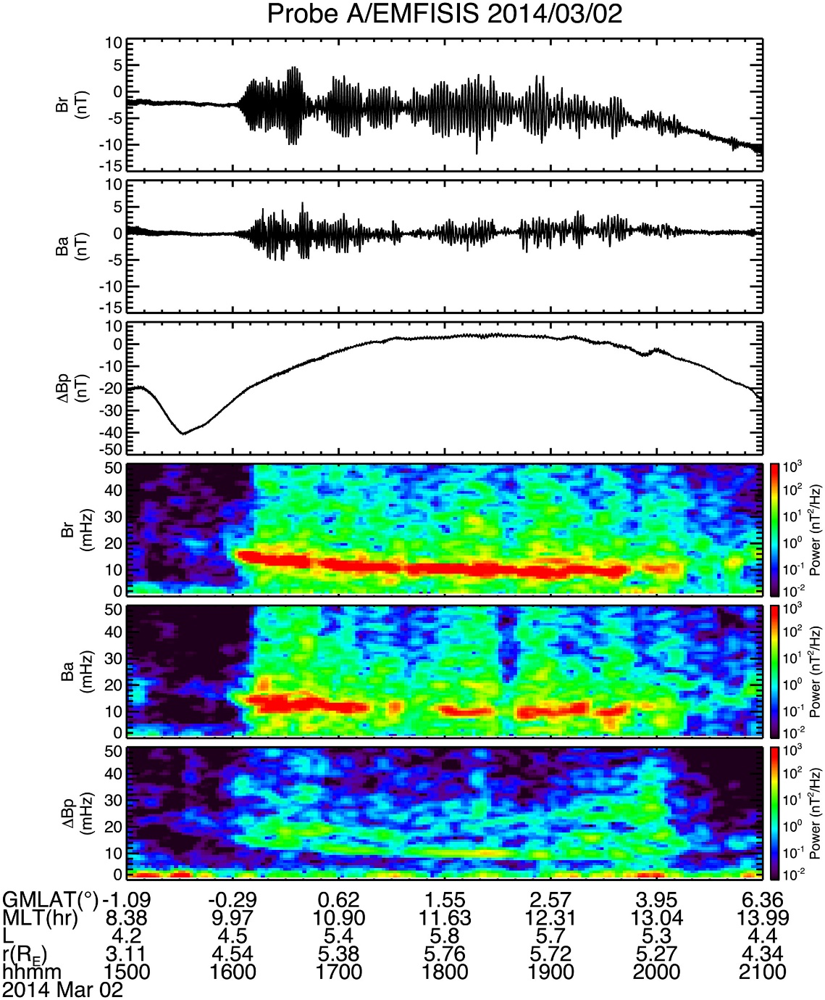 Probe A/EMFISIS 2014/03/02
10
5
0
-5
-10
-15
Br
(nT)
10
5
0
-5
-10
-15
Ba
(nT)
10
0
-10
-20
-30
-40
-50
ΔBp
(nT)
50
40
30
20
10
0
Br
(mHz)
10³
10²
10¹
10⁰
10⁻¹
10⁻²
Power (nT²/Hz)
50
40
30
20
10
0
Ba
(mHz)
10³
10²
10¹
10⁰
10⁻¹
10⁻²
Power (nT²/Hz)
50
40
30
20
10
0
ΔBp
(mHz)
10³
10²
10¹
10⁰
10⁻¹
10⁻²
Power (nT²/Hz)
GMLAT(°) -1.09 -0.29 0.62 1.55 2.57 3.95 6.36
MLT(hr) 8.38 9.97 10.90 11.63 12.31 13.04 13.99
L 4.2 4.5 5.4 5.8 5.7 5.3 4.4
r(R_E) 3.11 4.54 5.38 5.76 5.72 5.27 4.34
hhmm 1500 1600 1700 1800 1900 2000 2100
2014 Mar 02